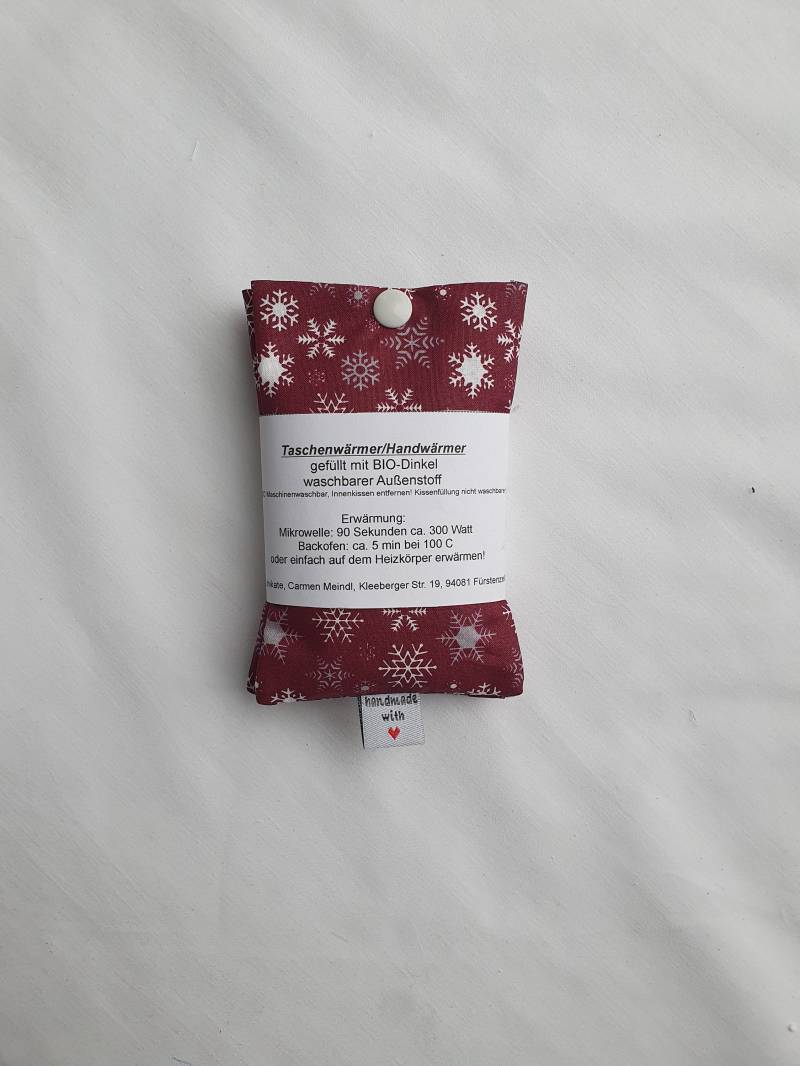 Taschenwärmer/Handwärmer
gefüllt mit BIO-Dinkel
waschbarer Außenstoff
Maschinenwaschbar, Innenkissen entfernen! Kissenfüllung nicht waschbar!
Erwärmung:
Mikrowelle: 90 Sekunden ca. 300 Watt
Backofen: ca. 5 min bei 100 C
oder einfach auf dem Heizkörper erwärmen!
Carmen Meindl, Kleeberger Str. 19, 94081 Fürstenzell
handmade
with